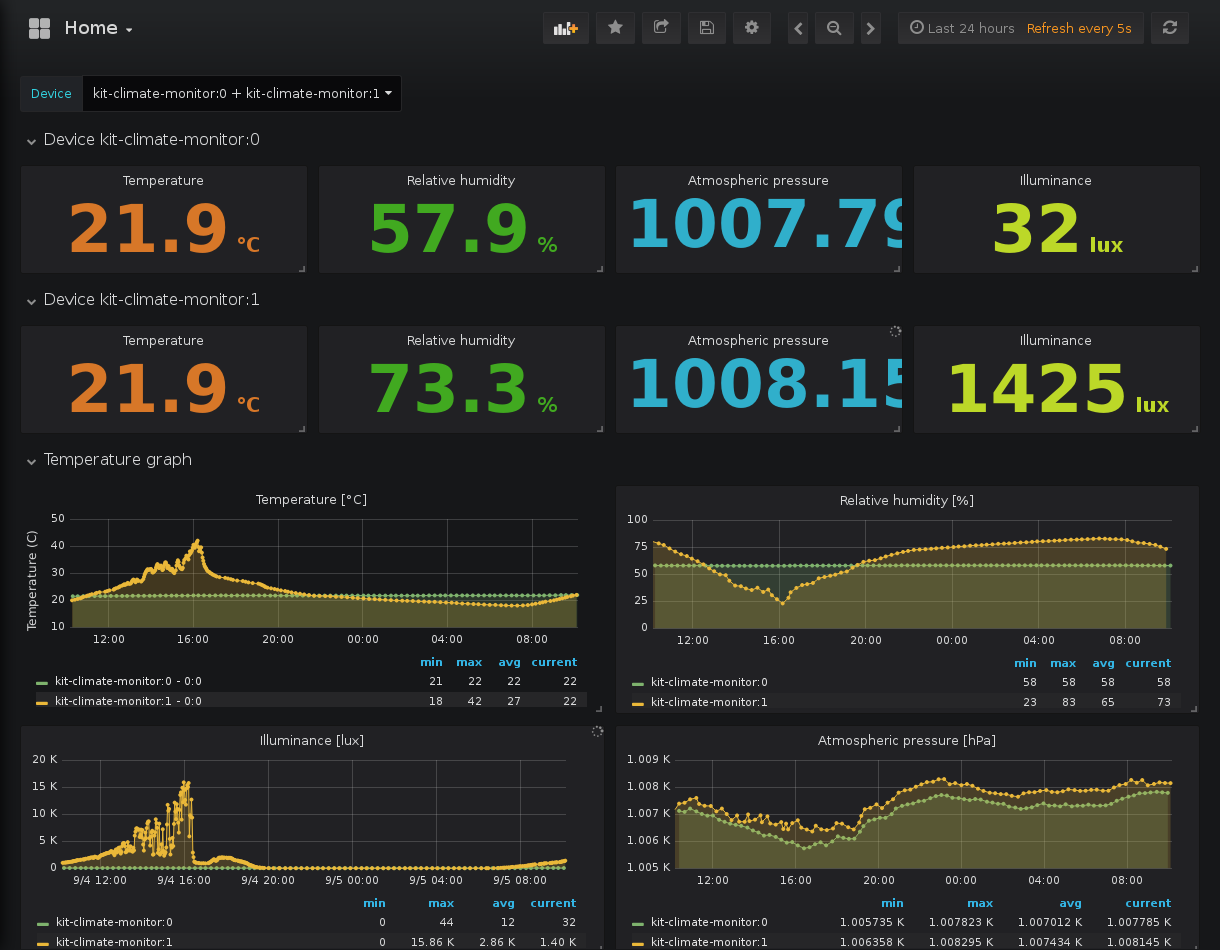 Home
Last 24 hours Refresh every 5s
Device kit-climate-monitor:0 + kit-climate-monitor:1
Device kit-climate-monitor:0
Temperature Relative humidity Atmospheric pressure Illuminance
21.9 °C 57.9 % 1007.79 32 lux
Device kit-climate-monitor:1
Temperature Relative humidity Atmospheric pressure Illuminance
21.9 °C 73.3 % 1008.15 1425 lux
Temperature graph
Temperature [°C]
Temperature (C)
50
40
30
20
10
12:00 16:00 20:00 00:00 04:00 08:00
min max avg current
kit-climate-monitor:0 - 0:0 21 22 22 22
kit-climate-monitor:1 - 0:0 18 42 27 22
Relative humidity [%]
100
75
50
25
0
12:00 16:00 20:00 00:00 04:00 08:00
min max avg current
kit-climate-monitor:0 58 58 58 58
kit-climate-monitor:1 23 83 65 73
Illuminance [lux]
20 K
15 K
10 K
5 K
0
9/4 12:00 9/4 16:00 9/4 20:00 9/5 00:00 9/5 04:00 9/5 08:00
min max avg current
kit-climate-monitor:0 0 44 12 32
kit-climate-monitor:1 0 15.86 K 2.86 K 1.40 K
Atmospheric pressure [hPa]
1.009 K
1.008 K
1.007 K
1.006 K
1.005 K
12:00 16:00 20:00 00:00 04:00 08:00
min max avg current
kit-climate-monitor:0 1.005735 K 1.007823 K 1.007012 K 1.007785 K
kit-climate-monitor:1 1.006358 K 1.008295 K 1.007434 K 1.008145 K